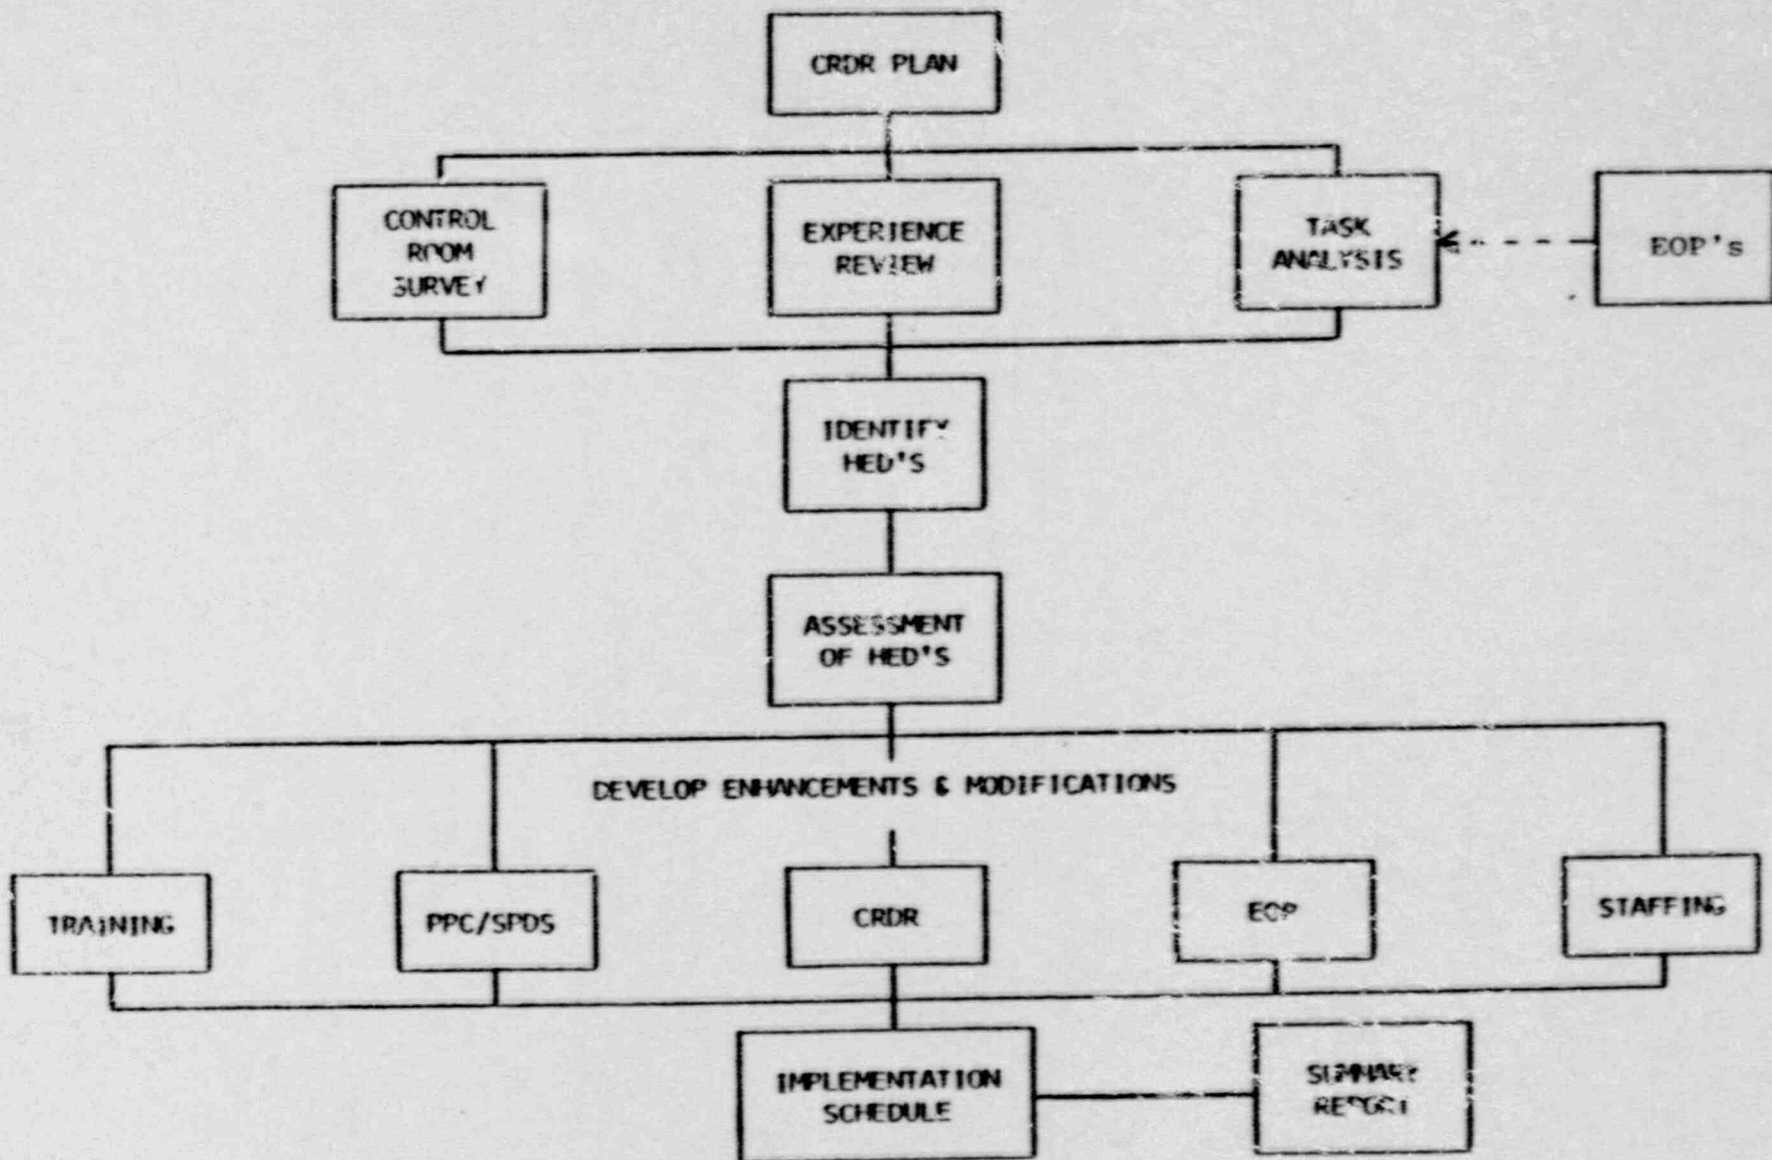 CRDR PLAN
CONTROL
ROOM
SURVEY
EXPERIENCE
REVIEW
TASK
ANALYSIS
EOP's
IDENTIFY
HED'S
ASSESSMENT
OF HED'S
DEVELOP ENHANCEMENTS & MODIFICATIONS
TRAINING
PPC/SPDS
CRDR
EOP
STAFFING
IMPLEMENTATION
SCHEDULE
SUMMARY
REPORT